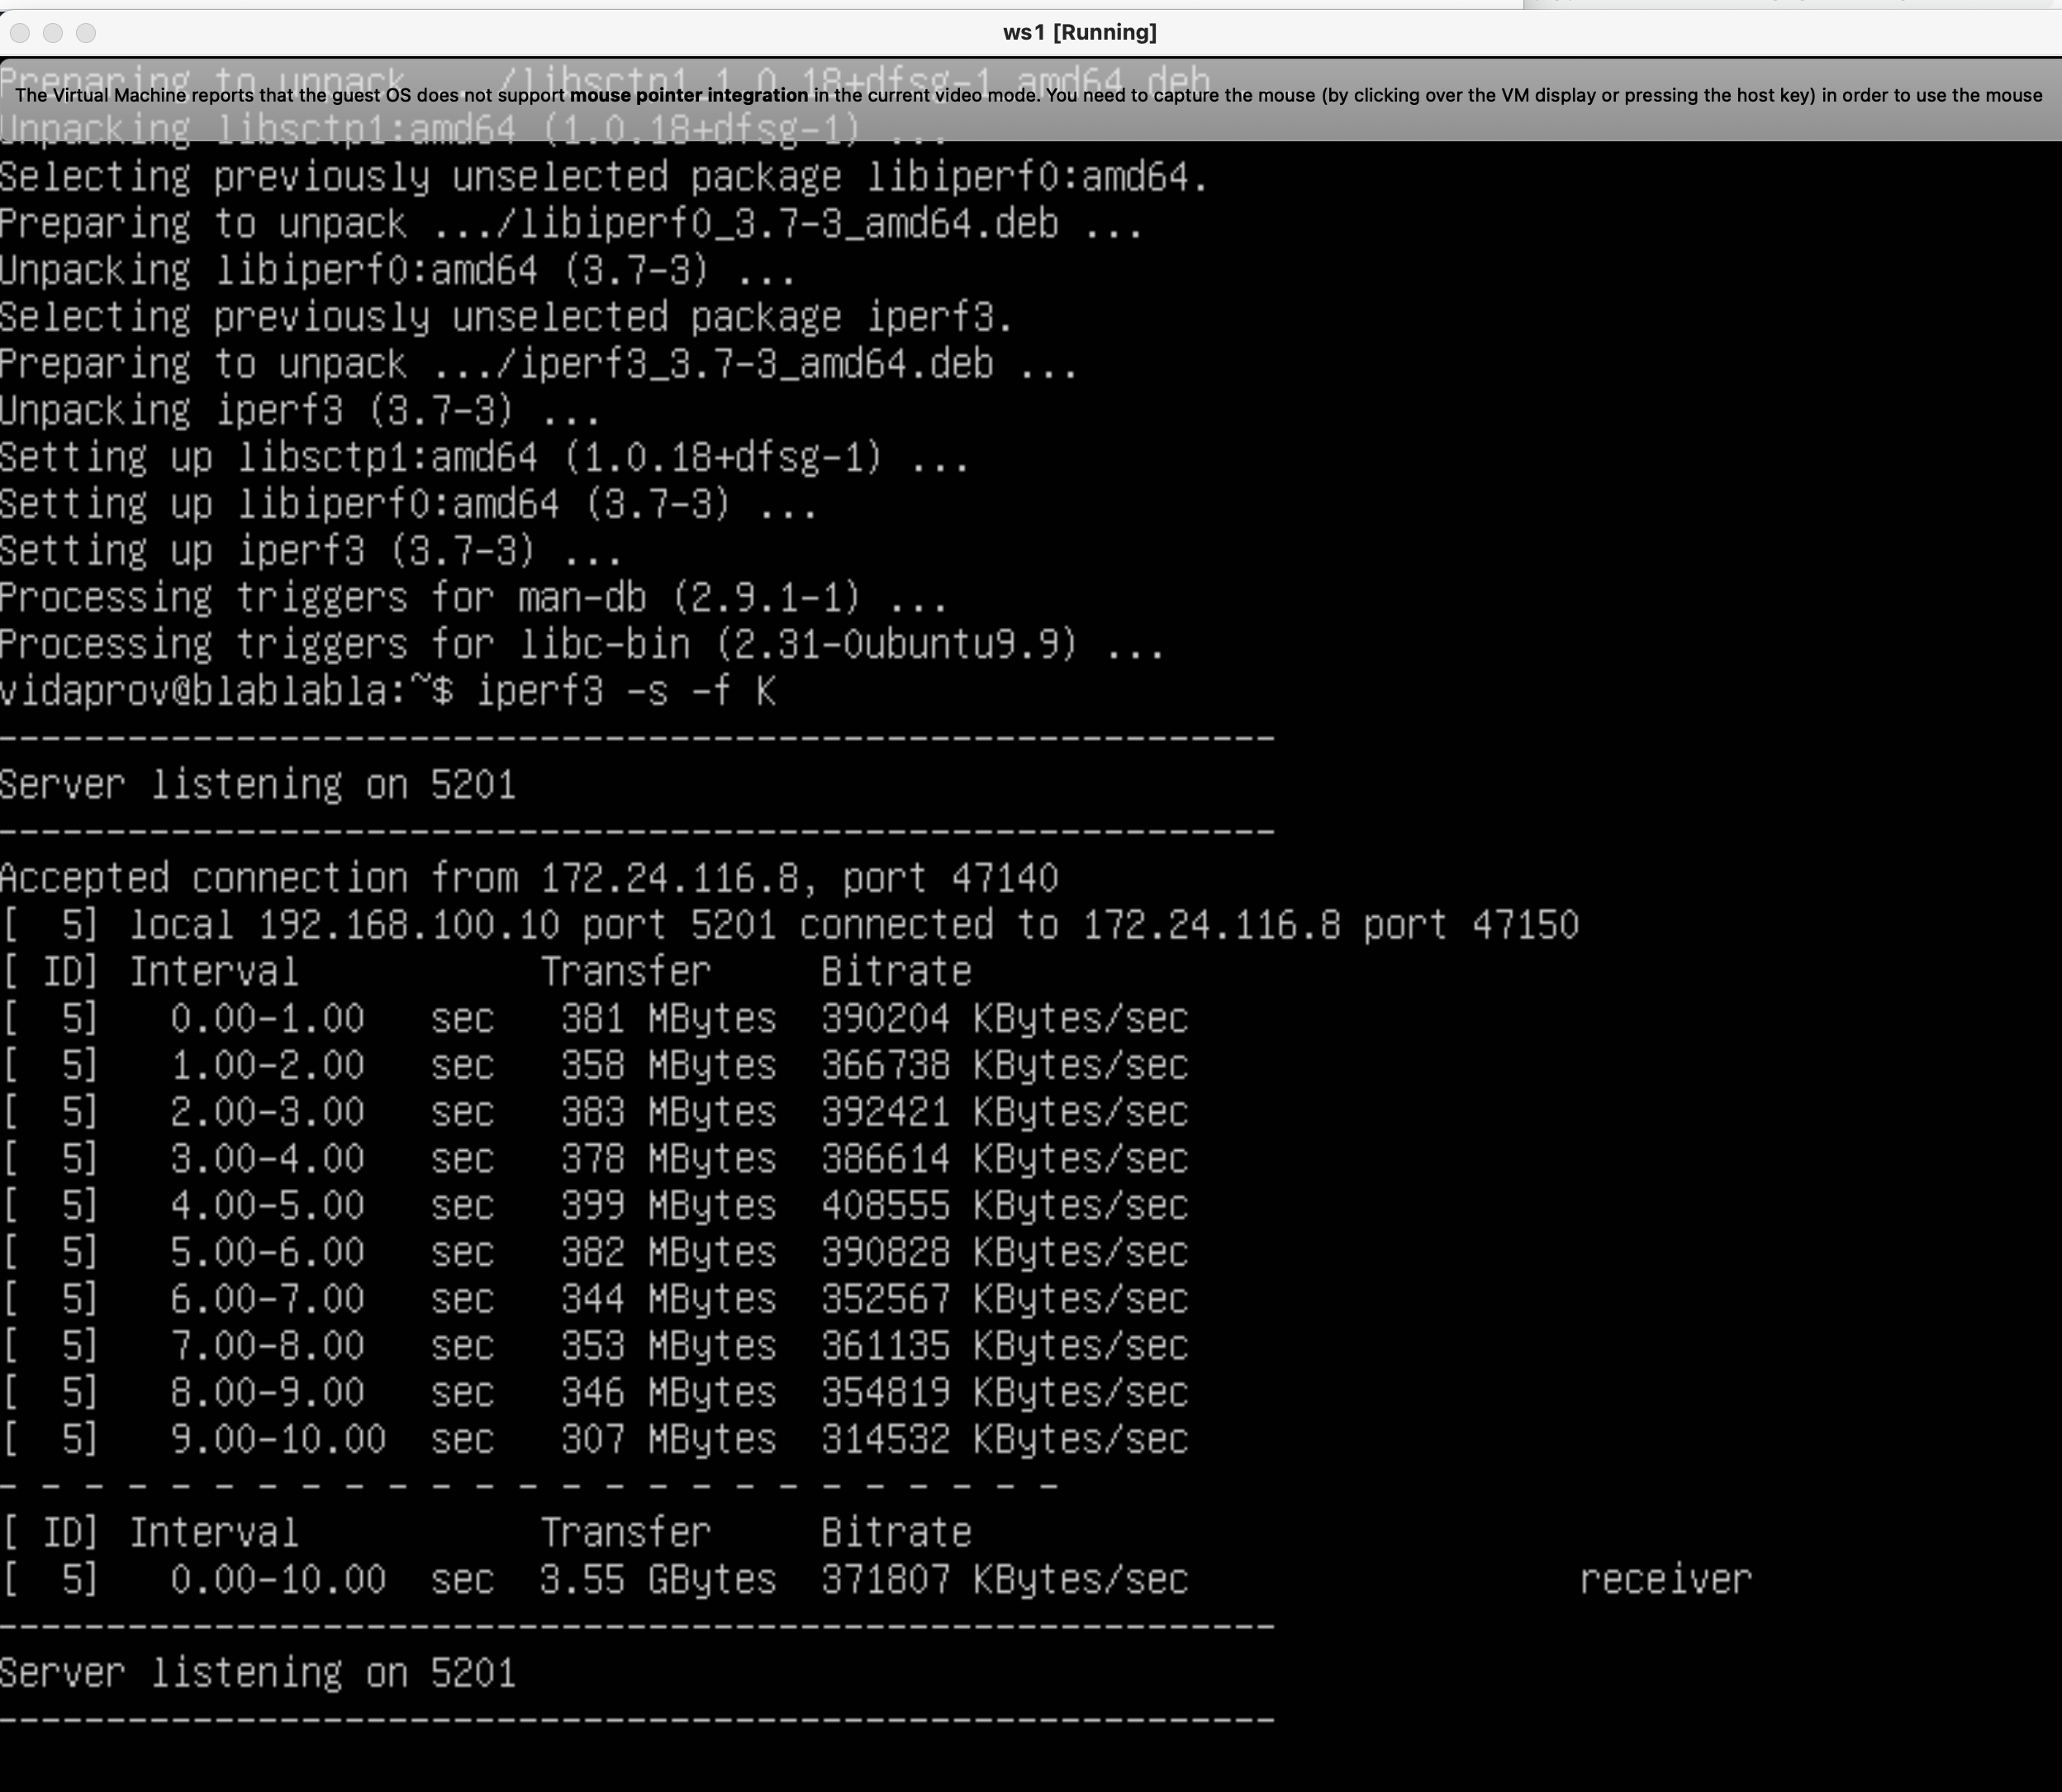 ws1 [Running]
Preparing to unpack .../libsctp1_1.0.18+dfsg-1_amd64.deb
The Virtual Machine reports that the guest OS does not support mouse pointer integration in the current video mode. You need to capture the mouse (by clicking over the VM display or pressing the host key) in order to use the mouse
Unpacking libsctp1:amd64 (1.0.18+dfsg-1) ...
Selecting previously unselected package libiperf0:amd64.
Preparing to unpack .../libiperf0_3.7-3_amd64.deb ...
Unpacking libiperf0:amd64 (3.7-3) ...
Selecting previously unselected package iperf3.
Preparing to unpack .../iperf3_3.7-3_amd64.deb ...
Unpacking iperf3 (3.7-3) ...
Setting up libsctp1:amd64 (1.0.18+dfsg-1) ...
Setting up libiperf0:amd64 (3.7-3) ...
Setting up iperf3 (3.7-3) ...
Processing triggers for man-db (2.9.1-1) ...
Processing triggers for libc-bin (2.31-0ubuntu9.9) ...
vidaprov@blablabla:~$ iperf3 -s -f K
-----------------------------------------------------------
Server listening on 5201
-----------------------------------------------------------
Accepted connection from 172.24.116.8, port 47140
[  5] local 192.168.100.10 port 5201 connected to 172.24.116.8 port 47150
[ ID] Interval           Transfer     Bitrate
[  5]   0.00-1.00   sec   381 MBytes  390204 KBytes/sec
[  5]   1.00-2.00   sec   358 MBytes  366738 KBytes/sec
[  5]   2.00-3.00   sec   383 MBytes  392421 KBytes/sec
[  5]   3.00-4.00   sec   378 MBytes  386614 KBytes/sec
[  5]   4.00-5.00   sec   399 MBytes  408555 KBytes/sec
[  5]   5.00-6.00   sec   382 MBytes  390828 KBytes/sec
[  5]   6.00-7.00   sec   344 MBytes  352567 KBytes/sec
[  5]   7.00-8.00   sec   353 MBytes  361135 KBytes/sec
[  5]   8.00-9.00   sec   346 MBytes  354819 KBytes/sec
[  5]   9.00-10.00  sec   307 MBytes  314532 KBytes/sec
- - - - - - - - - - - - - - - - - - - - - - - - -
[ ID] Interval           Transfer     Bitrate
[  5]   0.00-10.00  sec  3.55 GBytes  371807 KBytes/sec                  receiver
-----------------------------------------------------------
Server listening on 5201
-----------------------------------------------------------